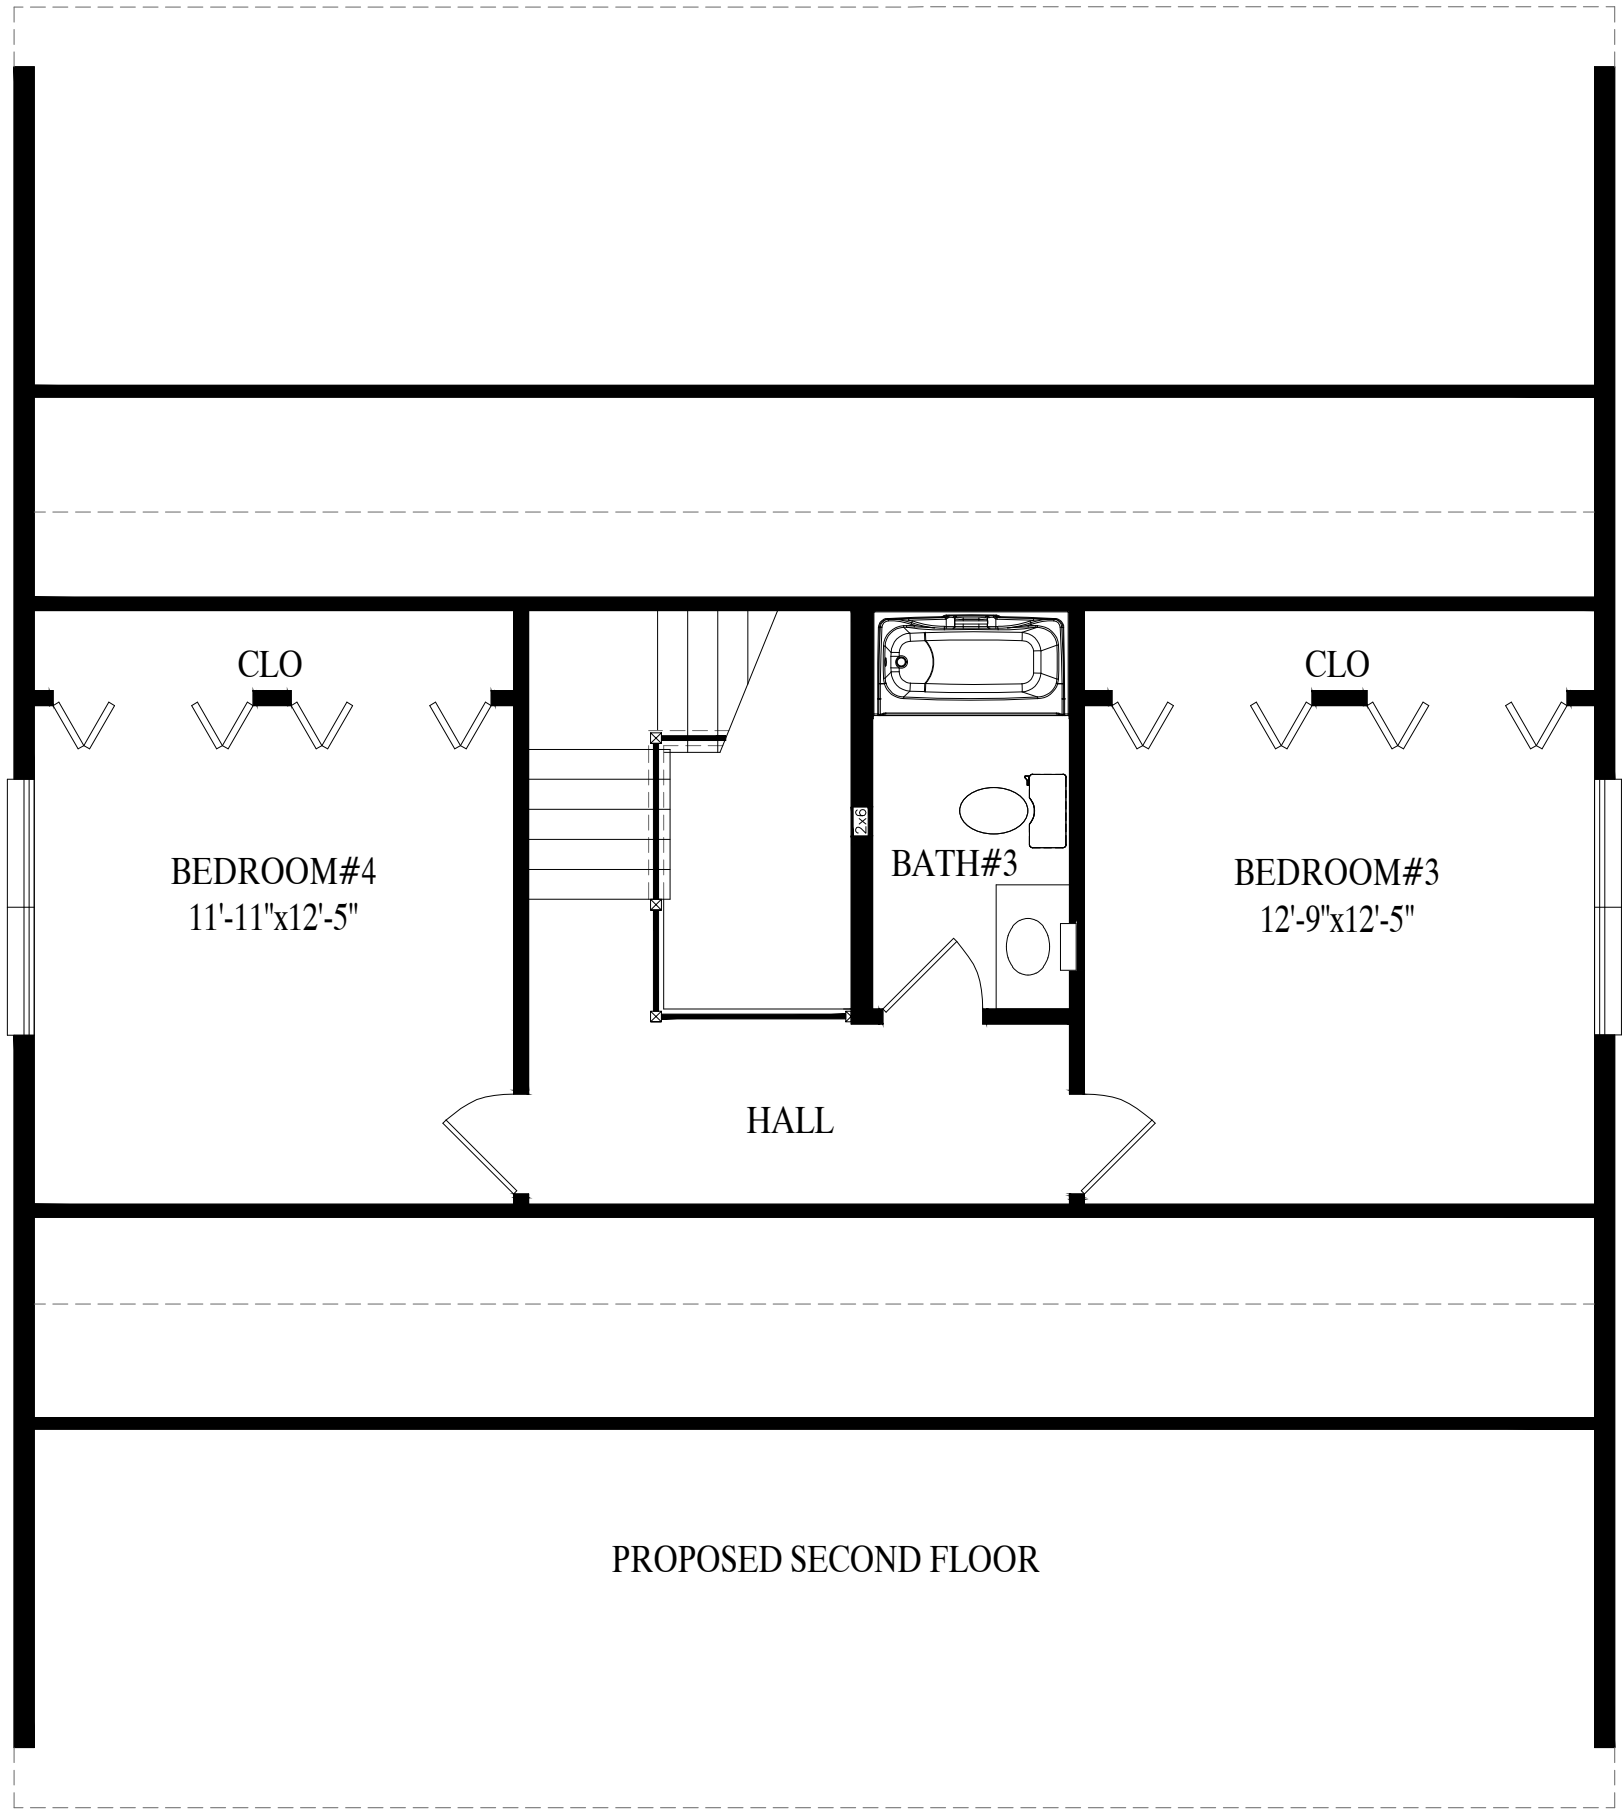 CLO
CLO
2x6
BATH#3
BEDROOM#4
11'-11"x12'-5"
BEDROOM#3
12'-9"x12'-5"
HALL
PROPOSED SECOND FLOOR